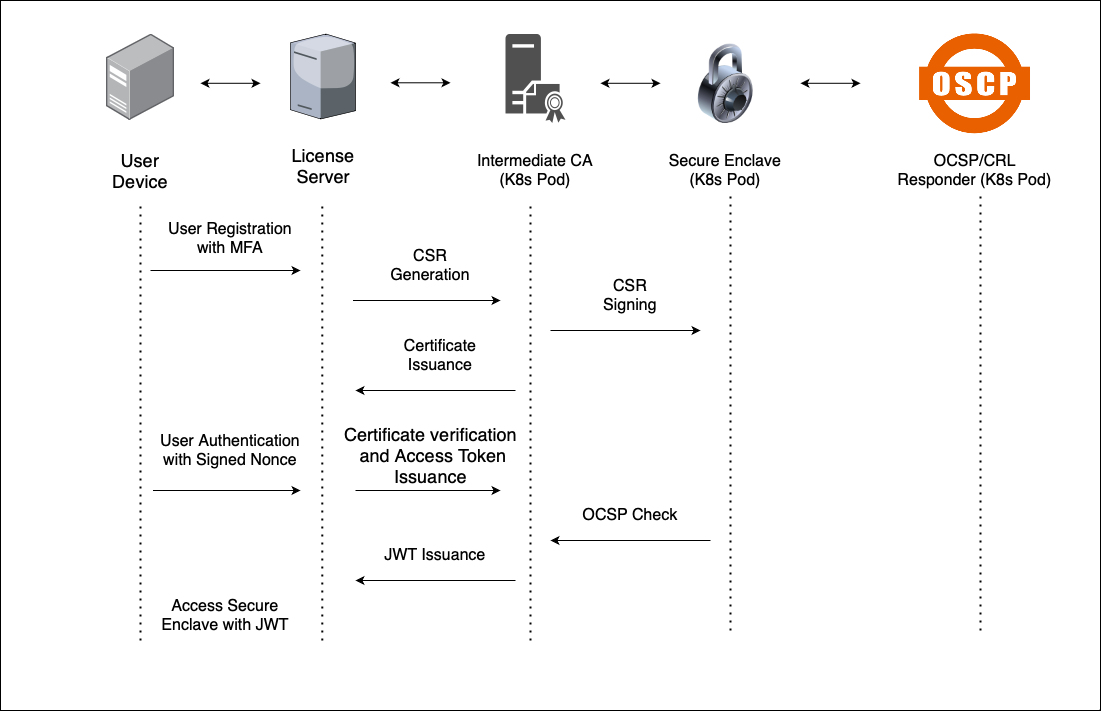 OSCP
User
Device
License
Server
Intermediate CA
(K8s Pod)
Secure Enclave
(K8s Pod)
OCSP/CRL
Responder (K8s Pod)
User Registration
with MFA
CSR
Generation
CSR
Signing
Certificate
Issuance
User Authentication
with Signed Nonce
Certificate verification
and Access Token
Issuance
OCSP Check
JWT Issuance
Access Secure
Enclave with JWT